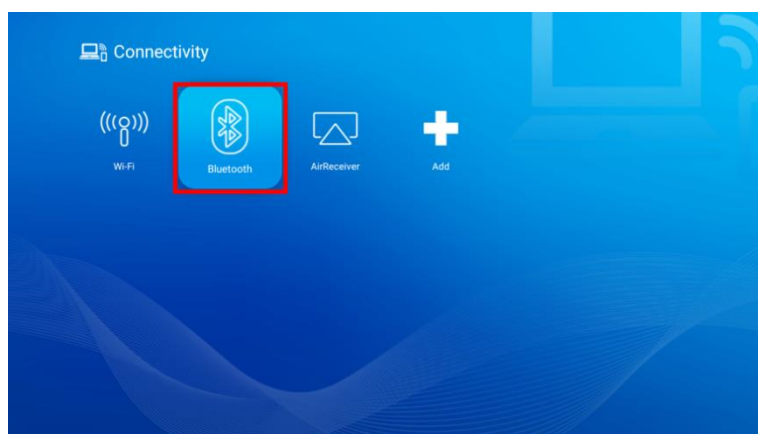 Connectivity
Wi-Fi
Bluetooth
AirReceiver
Add